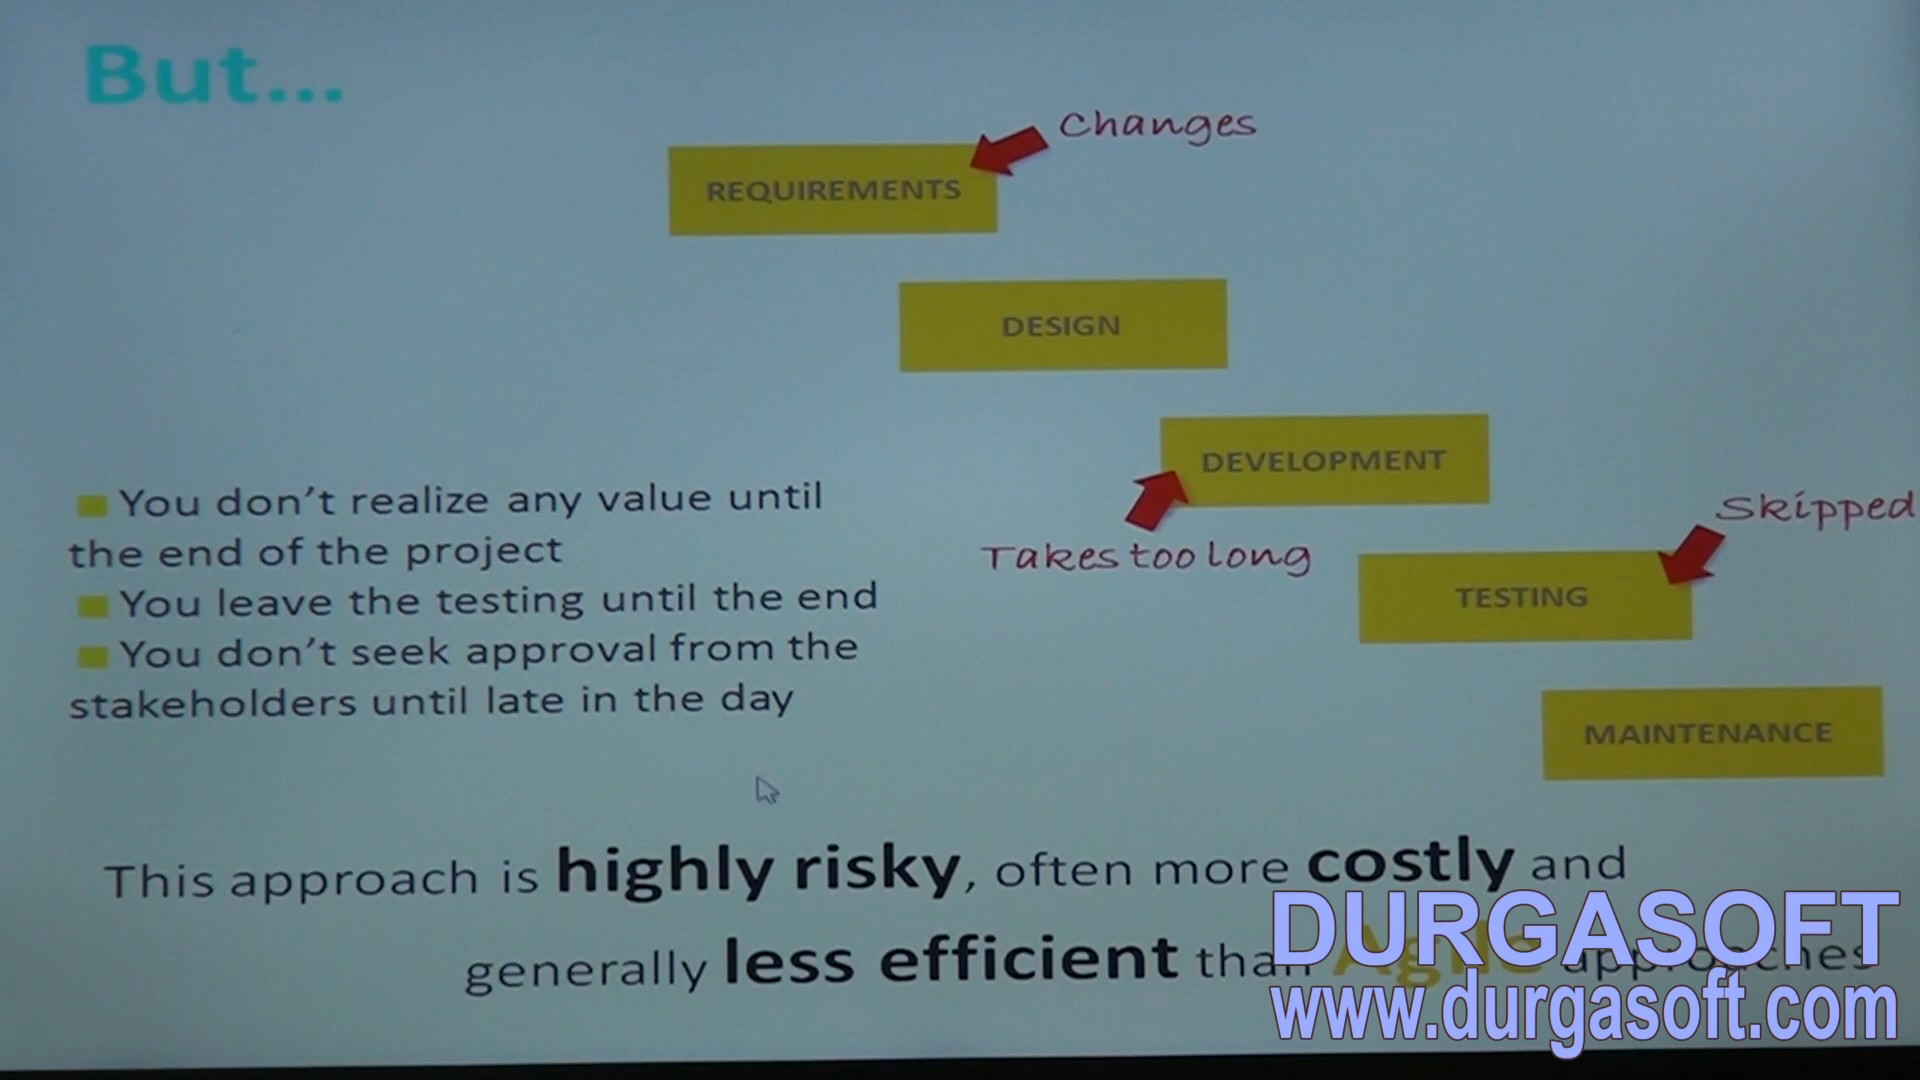 But...
Changes
REQUIREMENTS
DESIGN
DEVELOPMENT
Takes too long
Skipped
TESTING
MAINTENANCE
You don't realize any value until
the end of the project
You leave the testing until the end
You don't seek approval from the
stakeholders until late in the day
This approach is highly risky, often more costly and
generally less efficient than Agile approaches
DURGASOFT
www.durgasoft.com